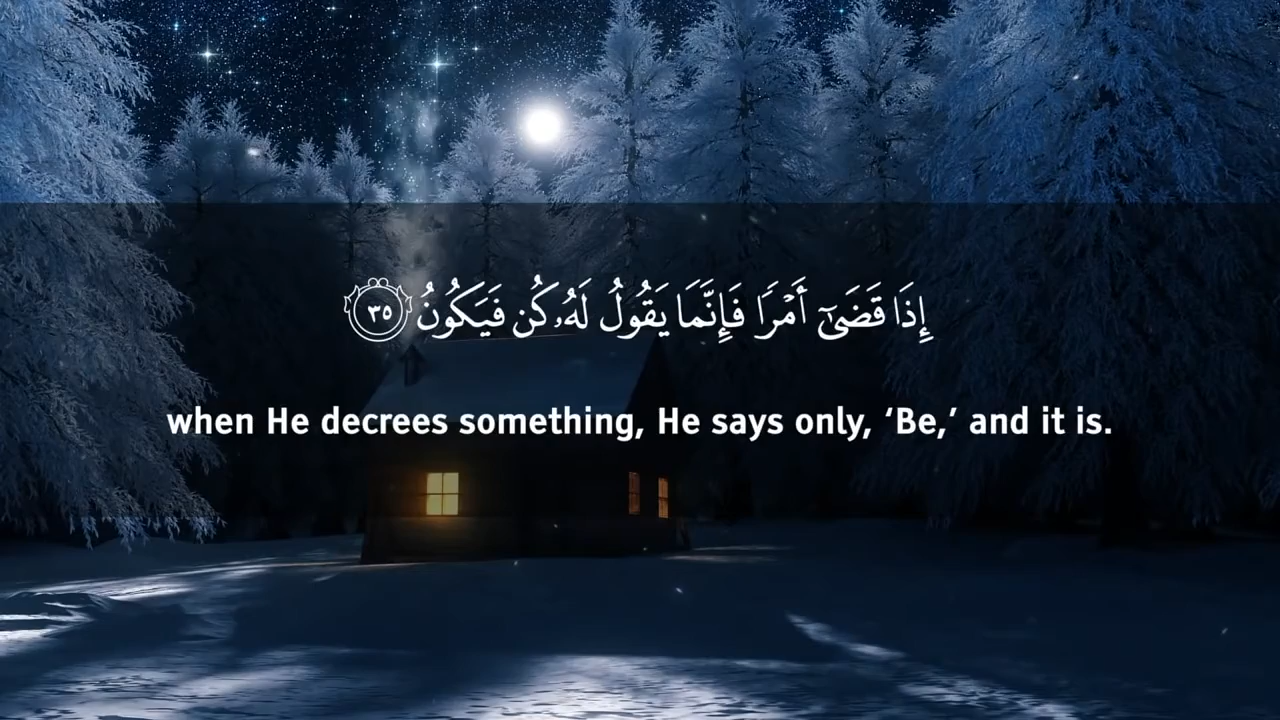 إِذَا قَضَىٰٓ أَمْرًا فَإِنَّمَا يَقُولُ لَهُۥ كُن فَيَكُونُ ٣٥
when He decrees something, He says only, ‘Be,’ and it is.